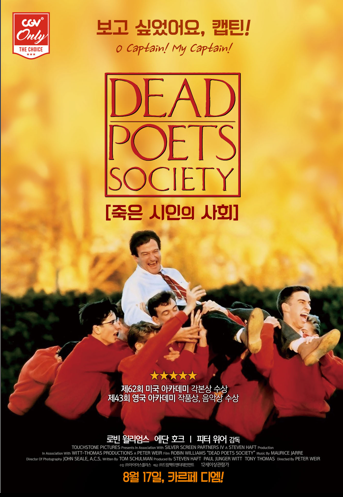 CGV
Only
THE CHOICE
보고 싶었어요, 캡틴!
O Captain! My Captain!
DEAD
POETS
SOCIETY
[죽은 시인의 사회]
★★★★★
제62회 미국 아카데미 각본상 수상
제43회 영국 아카데미 작품상, 음악상 수상
로빈 윌리엄스 에단 호크 | 피터 위어 감독
TOUCHSTONE PICTURES Presents In Association With SILVER SCREEN PARTNERS IV A STEVEN HAFT Production
In Association With WITT-THOMAS PRODUCTIONS A PETER WEIR Film ROBIN WILLIAMS "DEAD POETS SOCIETY" Music By MAURICE JARRE
Director Of Photography JOHN SEALE, A.C.S. Written By TOM SCHULMAN Produced By STEVEN HAFT PAUL JUNGER WITT TONY THOMAS Directed By PETER WEIR
8월 17일, 카르페 디엠!